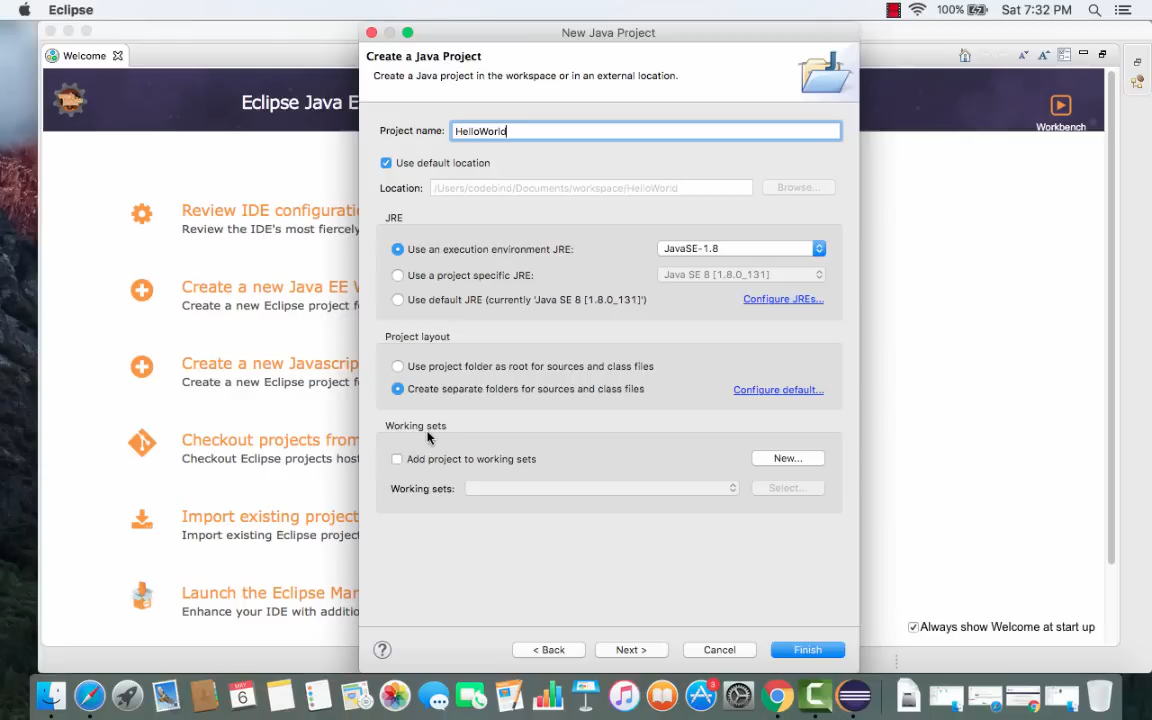 Eclipse
100%
Sat 7:32 PM
New Java Project
Welcome
Create a Java Project
Create a Java project in the workspace or in an external location.
Eclipse Java E
Workbench
Project name:
HelloWorld
Use default location
Location:
/Users/codebind/Documents/workspace/HelloWorld
Browse...
JRE
Use an execution environment JRE:
JavaSE-1.8
Use a project specific JRE:
Java SE 8 [1.8.0_131]
Use default JRE (currently 'Java SE 8 [1.8.0_131]')
Configure JREs...
Project layout
Use project folder as root for sources and class files
Create separate folders for sources and class files
Configure default...
Working sets
Add project to working sets
New...
Working sets:
Select...
Review IDE configurati
Review the IDE's most fiercely
Create a new Java EE W
Create a new Eclipse project fo
Create a new Javascrip
Create a new Eclipse project fo
Checkout projects from
Checkout Eclipse projects host
Import existing project
Import existing Eclipse projec
Launch the Eclipse Mar
Enhance your IDE with additio
Always show Welcome at start up
?
< Back
Next >
Cancel
Finish
MAY
6
3